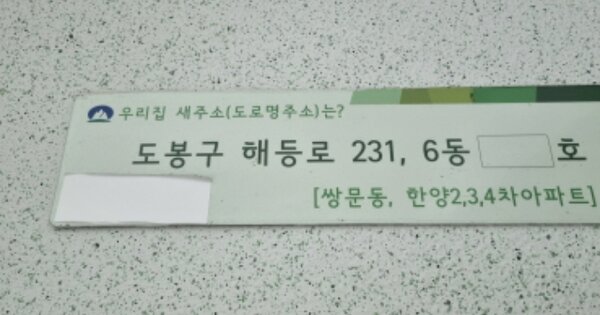 우리집 새주소(도로명주소)는?
도봉구 해등로 231, 6동 호
[쌍문동, 한양2,3,4차아파트]